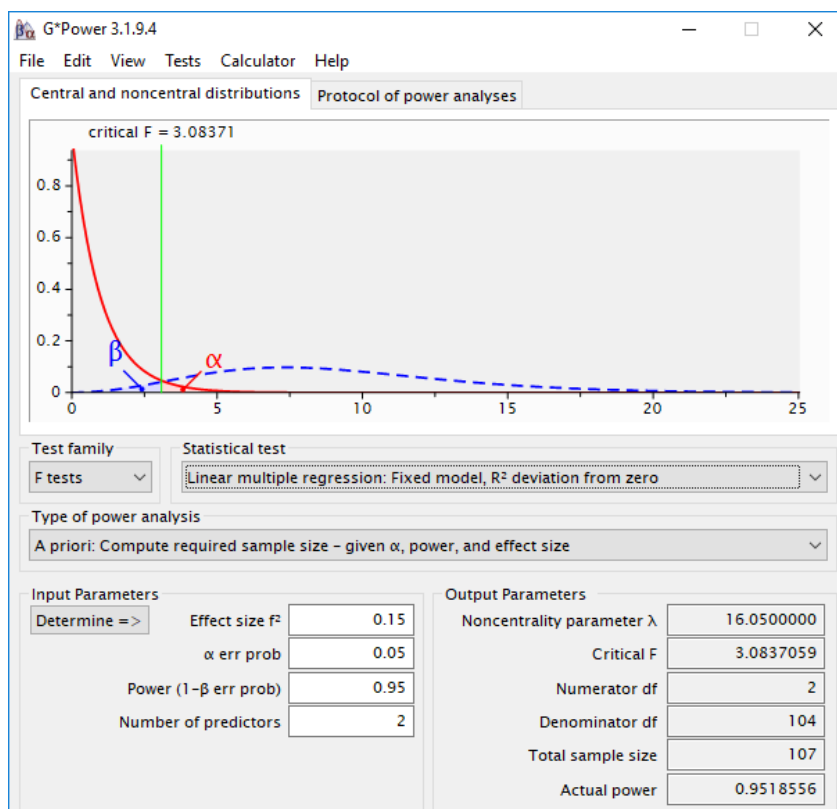 βα G*Power 3.1.9.4
File Edit View Tests Calculator Help
Central and noncentral distributions Protocol of power analyses
critical F = 3.08371
0.8
0.6
0.4
0.2
β α
0
0 5 10 15 20 25
Test family Statistical test
F tests Linear multiple regression: Fixed model, R² deviation from zero
Type of power analysis
A priori: Compute required sample size – given α, power, and effect size
Input Parameters Output Parameters
Determine => Effect size f² 0.15 Noncentrality parameter λ 16.0500000
α err prob 0.05 Critical F 3.0837059
Power (1–β err prob) 0.95 Numerator df 2
Number of predictors 2 Denominator df 104
Total sample size 107
Actual power 0.9518556